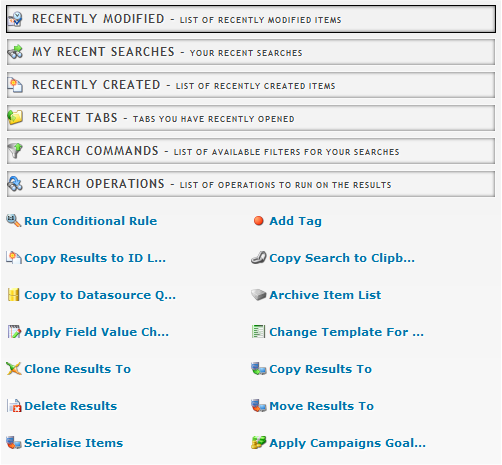 RECENTLY MODIFIED - LIST OF RECENTLY MODIFIED ITEMS
MY RECENT SEARCHES - YOUR RECENT SEARCHES
RECENTLY CREATED - LIST OF RECENTLY CREATED ITEMS
RECENT TABS - TABS YOU HAVE RECENTLY OPENED
SEARCH COMMANDS - LIST OF AVAILABLE FILTERS FOR YOUR SEARCHES
SEARCH OPERATIONS - LIST OF OPERATIONS TO RUN ON THE RESULTS
Run Conditional Rule
Add Tag
Copy Results to ID L...
Copy Search to Clipb...
Copy to Datasource Q...
Archive Item List
Apply Field Value Ch...
Change Template For ...
Clone Results To
Copy Results To
Delete Results
Move Results To
Serialise Items
Apply Campaigns Goal...